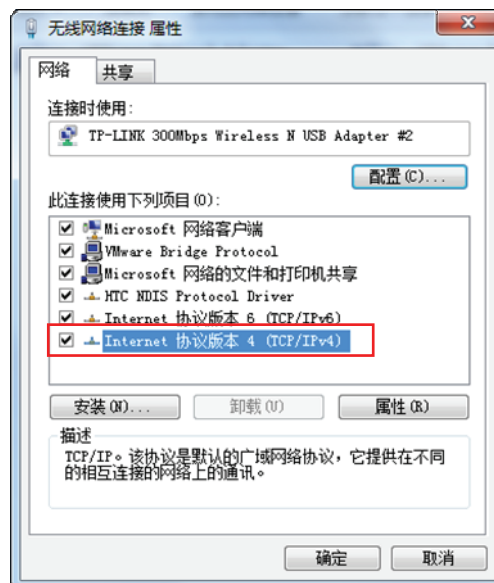 无线网络连接 属性
网络 共享
连接时使用:
TP-LINK 300Mbps Wireless N USB Adapter #2
配置(C)...
此连接使用下列项目(O):
Microsoft 网络客户端
VMware Bridge Protocol
Microsoft 网络的文件和打印机共享
HTC NDIS Protocol Driver
Internet 协议版本 6 (TCP/IPv6)
Internet 协议版本 4 (TCP/IPv4)
安装(N)... 卸载(U) 属性(R)
描述
TCP/IP。该协议是默认的广域网络协议，它提供在不同
的相互连接的网络上的通讯。
确定 取消